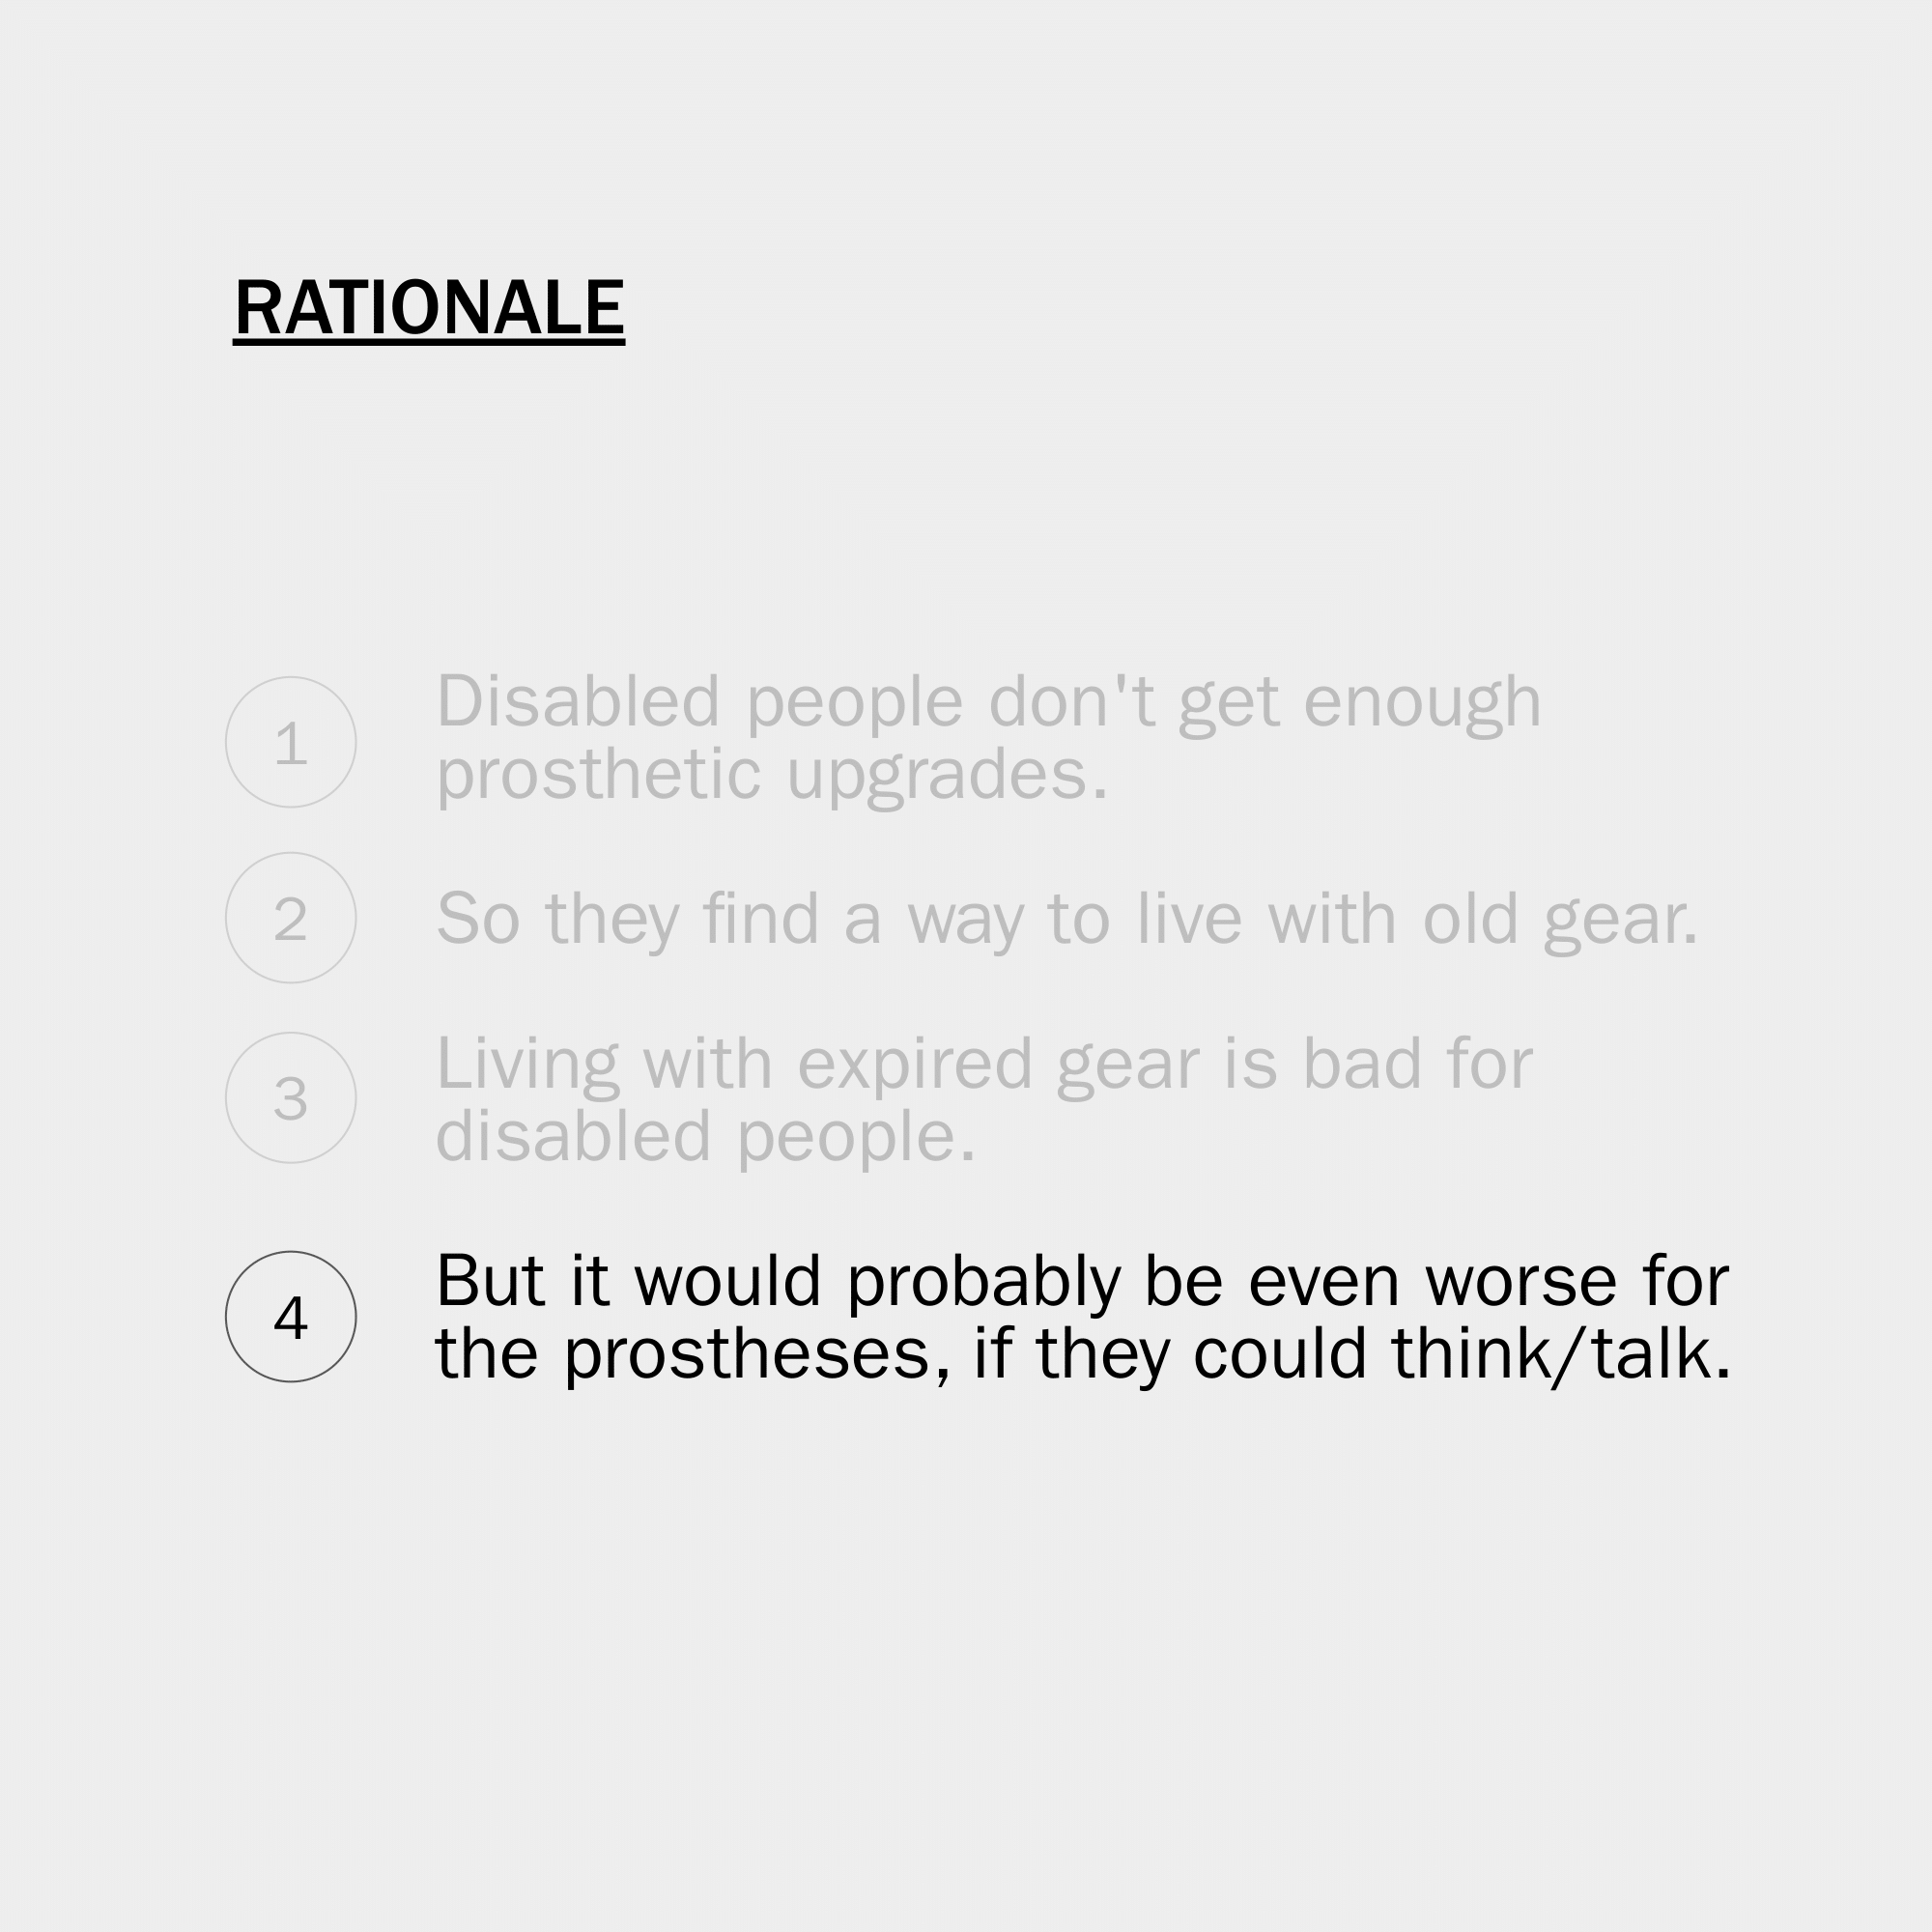 RATIONALE
1
Disabled people don't get enough
prosthetic upgrades.
2
So they find a way to live with old gear.
3
Living with expired gear is bad for
disabled people.
4
But it would probably be even worse for
the prostheses, if they could think/talk.